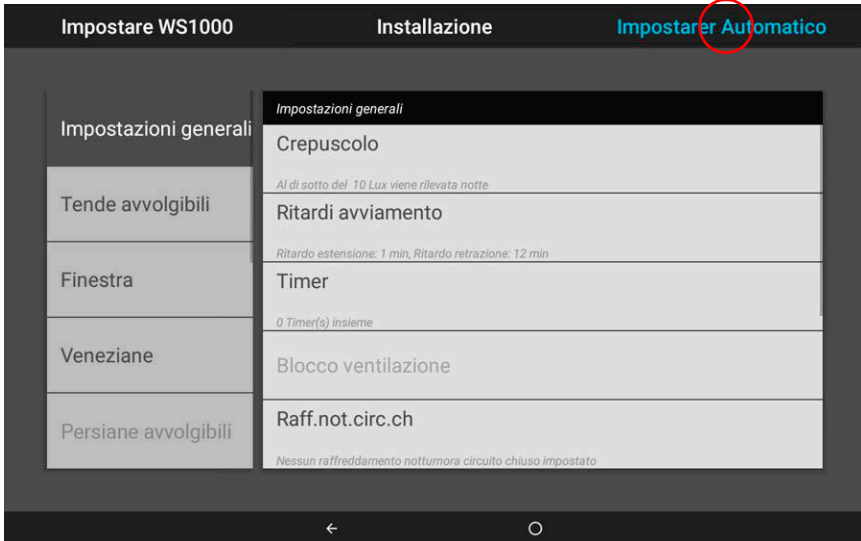 Impostare WS1000 Installazione Impostarer Automatico
Impostazioni generali
Tende avvolgibili
Finestra
Veneziane
Persiane avvolgibili
Impostazioni generali
Crepuscolo
Al di sotto del 10 Lux viene rilevata notte
Ritardi avviamento
Ritardo estensione: 1 min, Ritardo retrazione: 12 min
Timer
0 Timer(s) insieme
Blocco ventilazione
Raff.not.circ.ch
Nessun raffreddamento notturnora circuito chiuso impostato